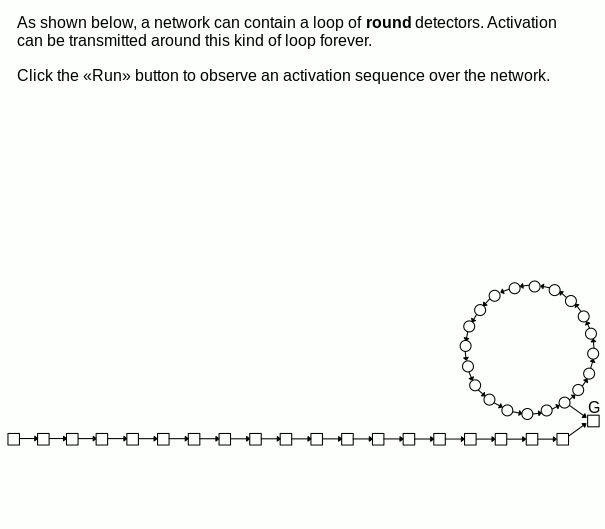 As shown below, a network can contain a loop of round detectors. Activation
can be transmitted around this kind of loop forever.
Click the «Run» button to observe an activation sequence over the network.
G